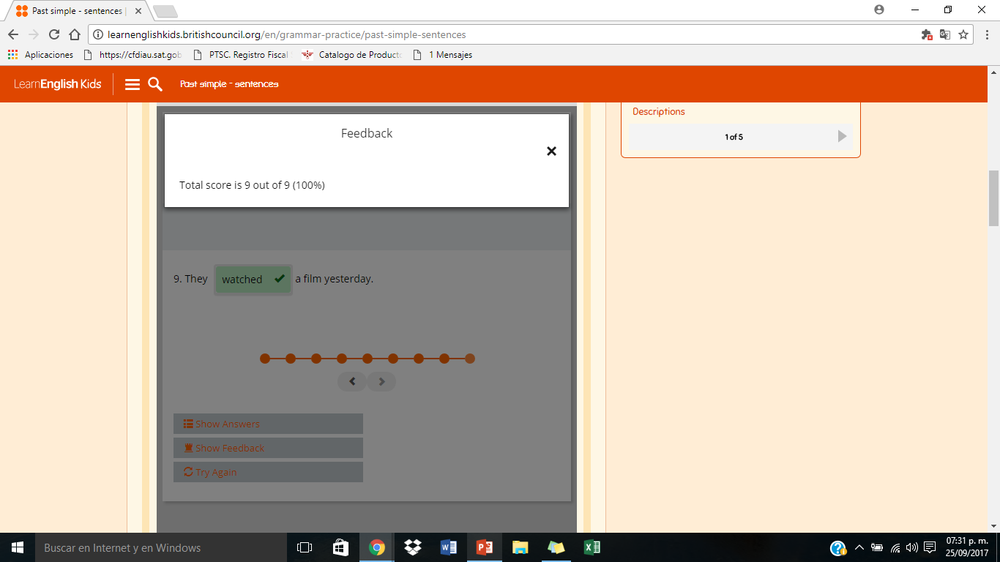 Past simple - sentences |
learnenglishkids.britishcouncil.org/en/grammar-practice/past-simple-sentences
Aplicaciones
https://cfdiau.sat.gob
PTSC. Registro Fiscal
Catalogo de Producto
1 Mensajes
LearnEnglish Kids
Past simple - sentences
Descriptions
1 of 5
Feedback
Total score is 9 out of 9 (100%)
9. They watched a film yesterday.
Show Answers
Show Feedback
Try Again
Buscar en Internet y en Windows
07:31 p. m.
25/09/2017